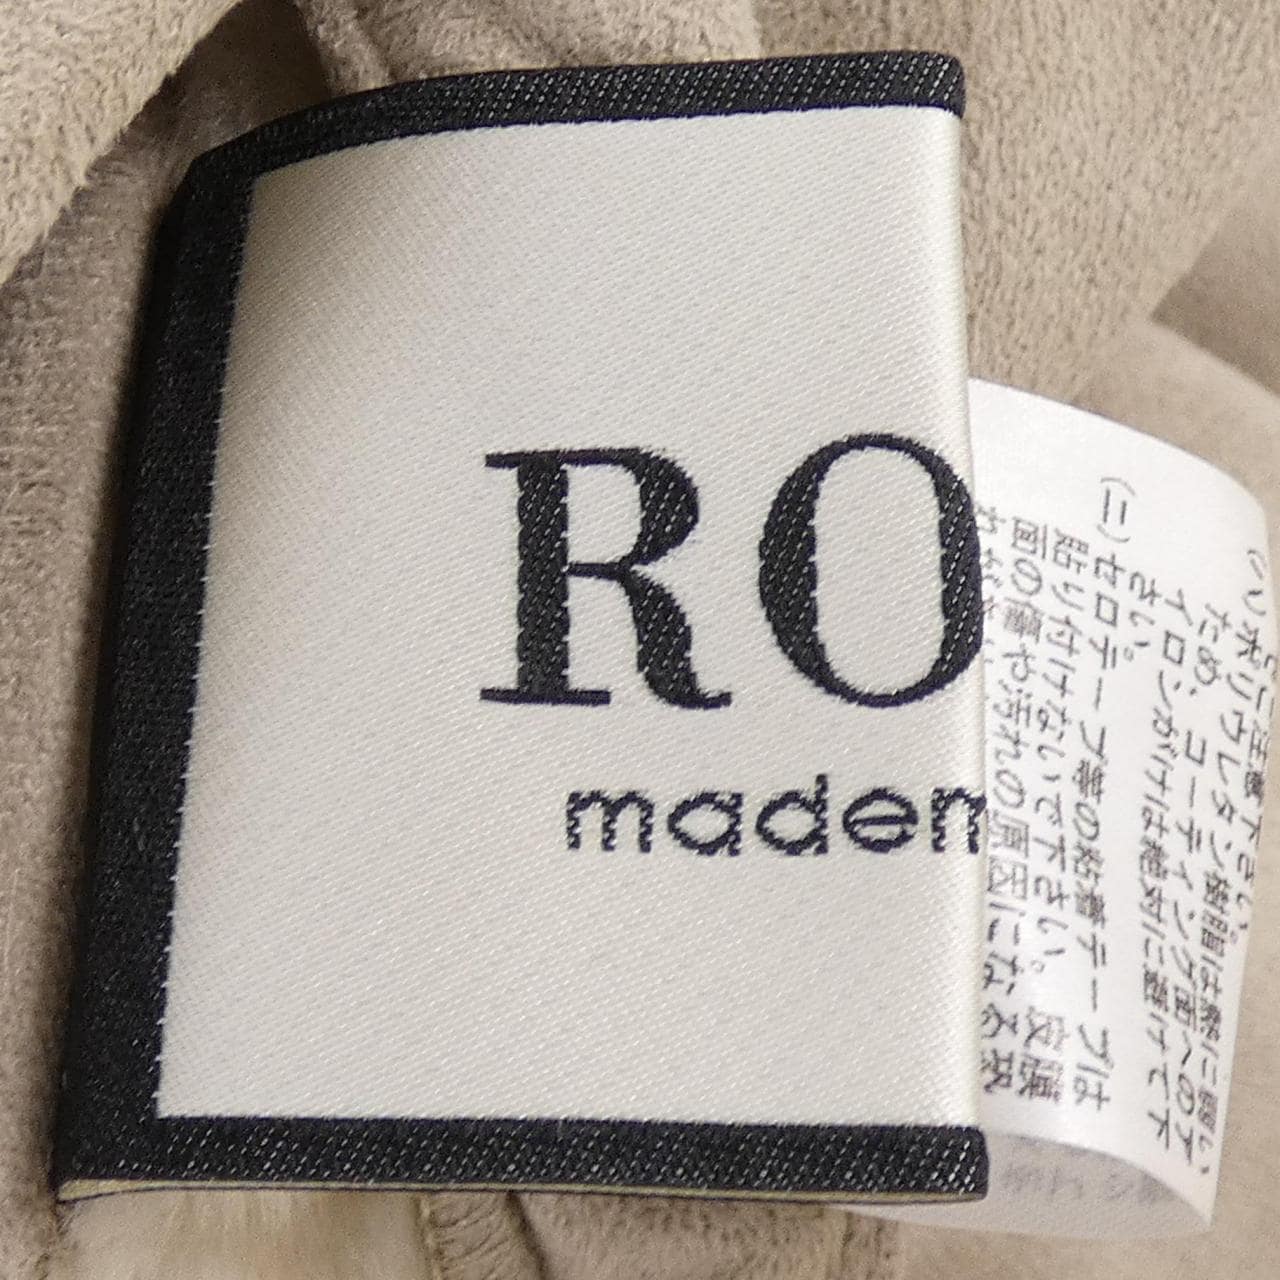 RO
madem
(ニ)セロテープ等の粘着テープは
貼り付けないで下さい。皮膜
面の傷や汚れの原因になる
ご注意下さい。
(ハ)ポリウレタン樹脂は熱に弱い
ため、コーティング面へのア
イロンがけは絶対に避けて下
さい。